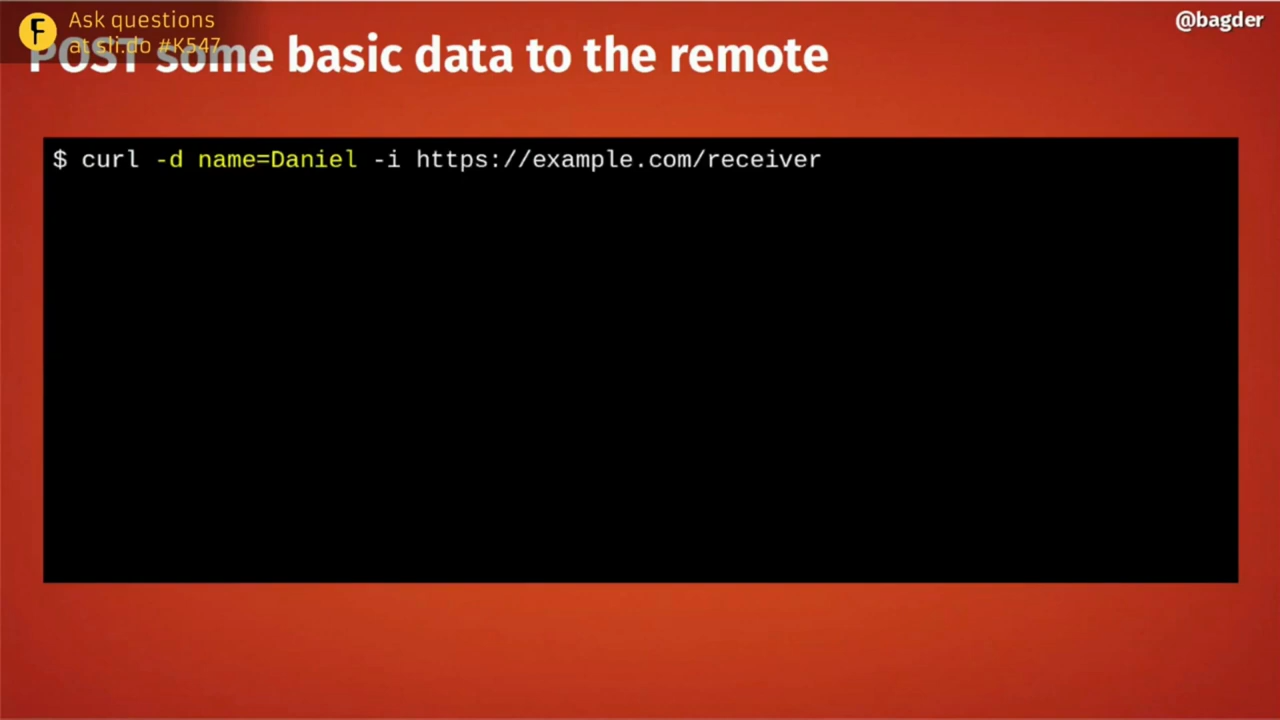 Ask questions
at sli.do #K547
@bagder
POST some basic data to the remote
$ curl -d name=Daniel -i https://example.com/receiver